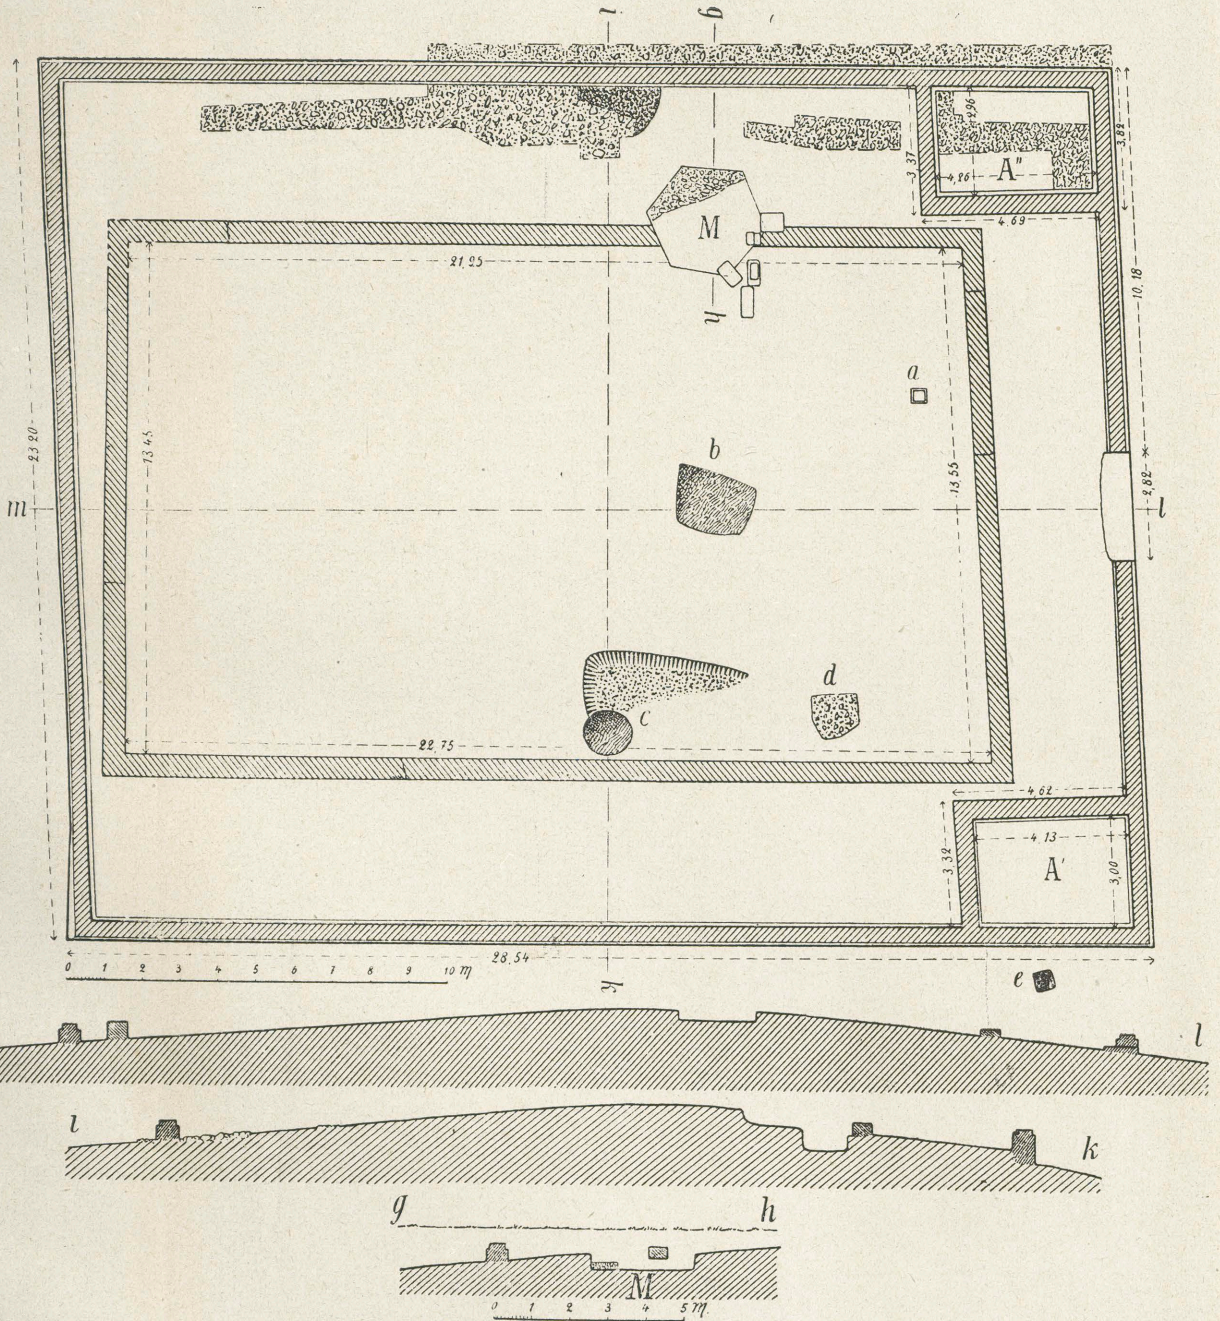 i g
2,96
3,82
3,37
4,26 A"
4,69
M
21,25
10,18
h
a
13,45
23,20
b
13,55
2,82
m l
d
c
22,75
4,62
4,13
3,32
A'
3,00
28,54
0 1 2 3 4 5 6 7 8 9 10 m
k
e
l
i
k
g h
M
0 1 2 3 4 5 m.